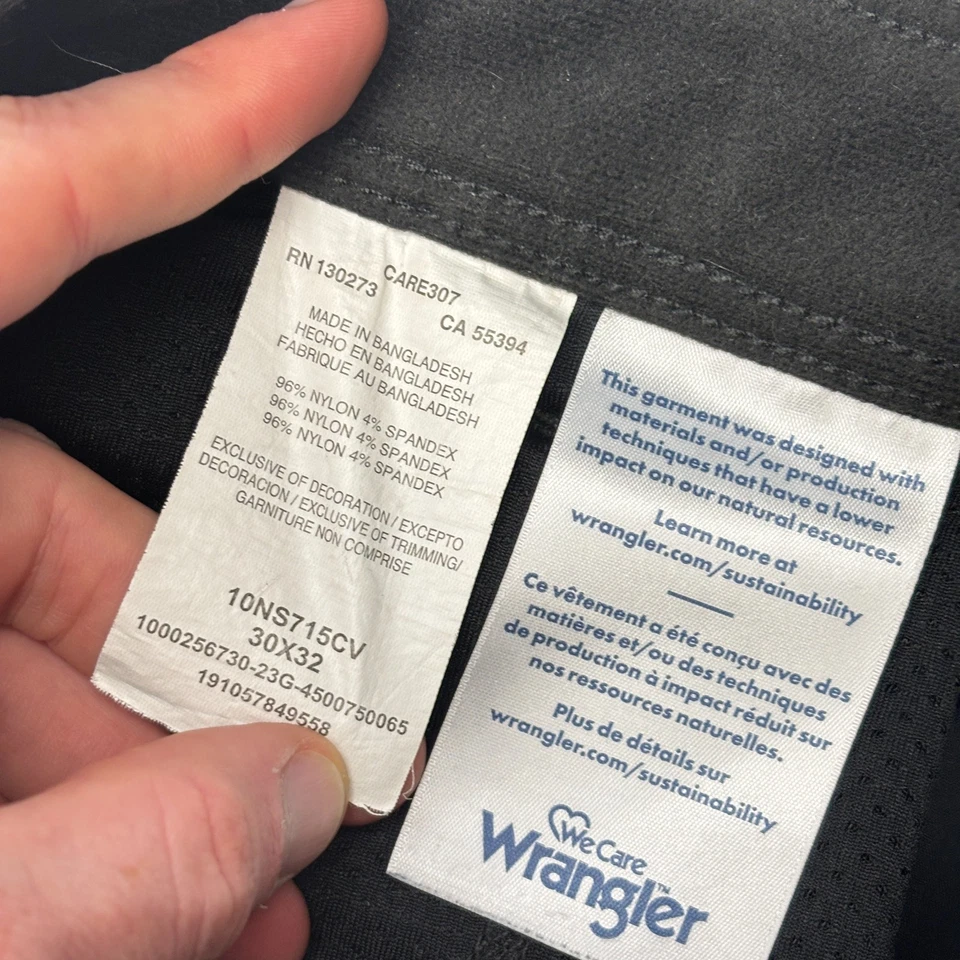 CARE307
RN 130273
CA 55394
MADE IN BANGLADESH
HECHO EN BANGLADESH
FABRIQUE AU BANGLADESH
96% NYLON 4% SPANDEX
96% NYLON 4% SPANDEX
96% NYLON 4% SPANDEX
EXCLUSIVE OF DECORATION / EXCEPTO
DECORACION / EXCLUSIVE OF TRIMMING/
GARNITURE NON COMPRISE
10NS715CV
30X32
1000256730-23G-4500750065
191057849558
This garment was designed with
materials and/or production
techniques that have a lower
impact on our natural resources.
Learn more at
wrangler.com/sustainability
Ce vêtement a été conçu avec des
matières et/ou des techniques
de production à impact réduit sur
nos ressources naturelles.
Plus de détails sur
wrangler.com/sustainability
We Care
Wrangler™